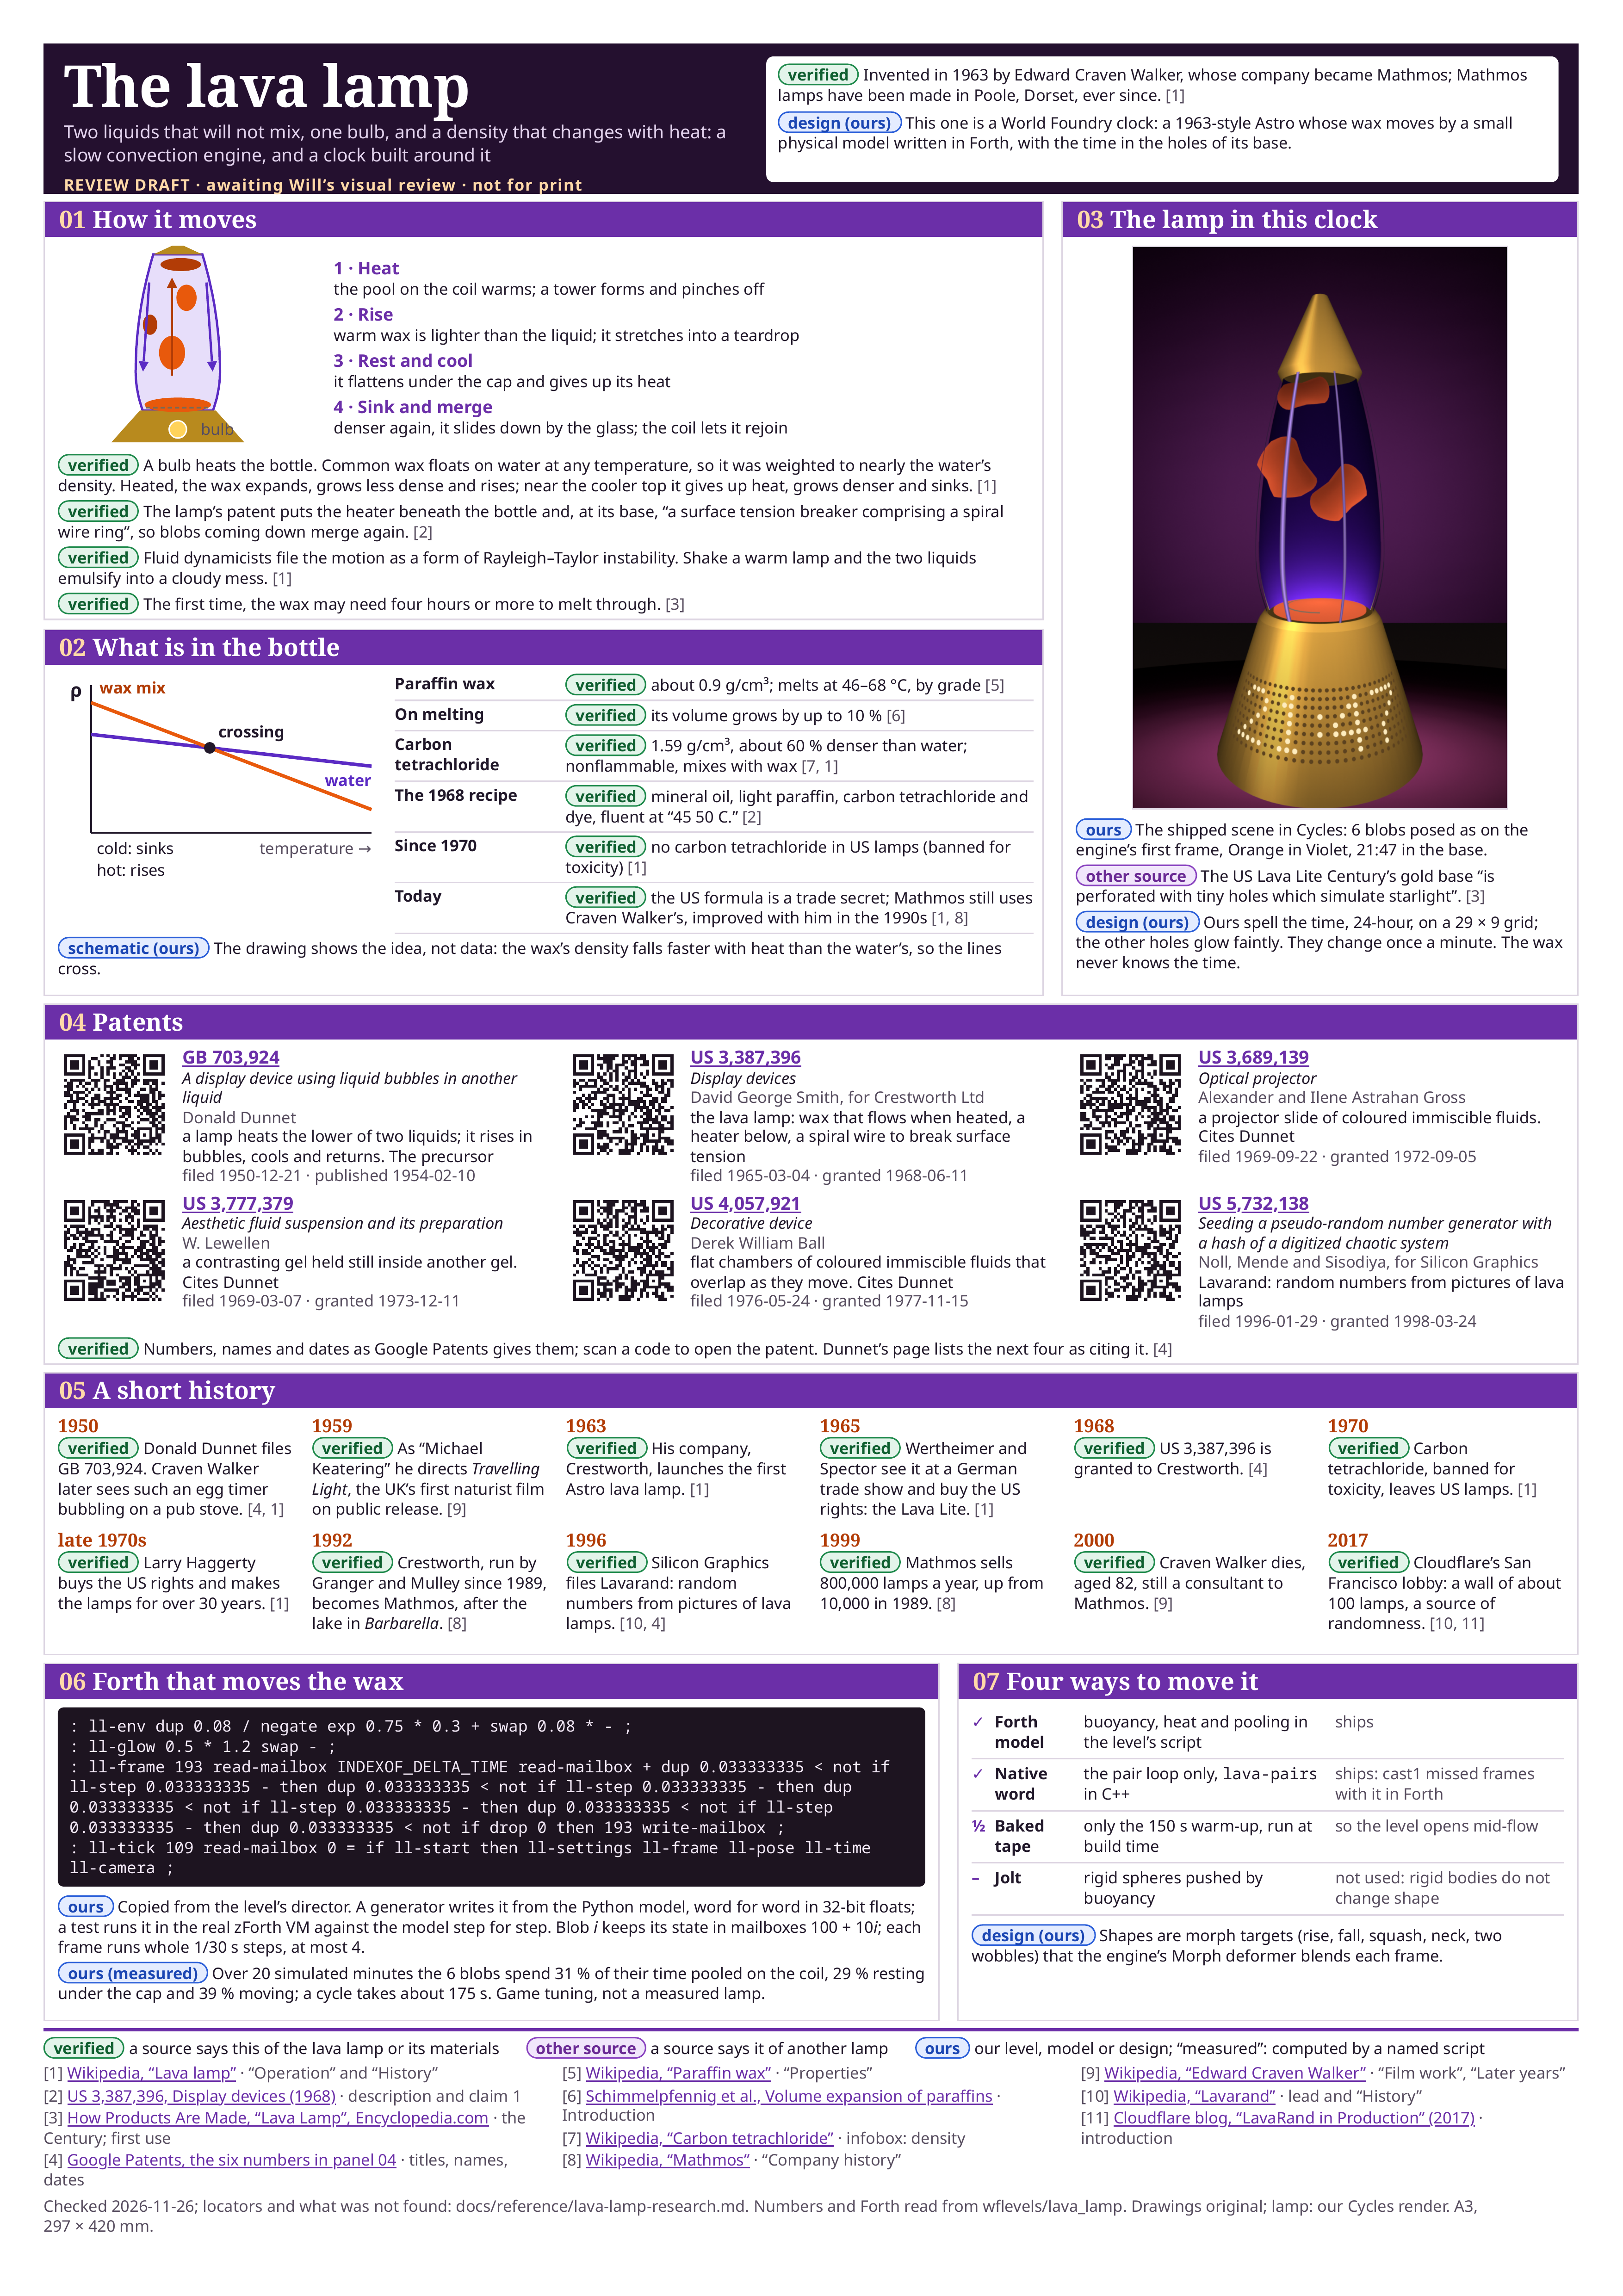 The lava lamp
Two liquids that will not mix, one bulb, and a density that changes with heat: a
slow convection engine, and a clock built around it
REVIEW DRAFT · awaiting Will’s visual review · not for print
verified Invented in 1963 by Edward Craven Walker, whose company became Mathmos; Mathmos
lamps have been made in Poole, Dorset, ever since. [1]
design (ours) This one is a World Foundry clock: a 1963-style Astro whose wax moves by a small
physical model written in Forth, with the time in the holes of its base.
01 How it moves
bulb
1 · Heat
the pool on the coil warms; a tower forms and pinches off
2 · Rise
warm wax is lighter than the liquid; it stretches into a teardrop
3 · Rest and cool
it flattens under the cap and gives up its heat
4 · Sink and merge
denser again, it slides down by the glass; the coil lets it rejoin
verified A bulb heats the bottle. Common wax floats on water at any temperature, so it was weighted to nearly the water’s
density. Heated, the wax expands, grows less dense and rises; near the cooler top it gives up heat, grows denser and sinks. [1]
verified The lamp’s patent puts the heater beneath the bottle and, at its base, “a surface tension breaker comprising a spiral
wire ring”, so blobs coming down merge again. [2]
verified Fluid dynamicists file the motion as a form of Rayleigh–Taylor instability. Shake a warm lamp and the two liquids
emulsify into a cloudy mess. [1]
verified The first time, the wax may need four hours or more to melt through. [3]
02 What is in the bottle
ρ
wax mix
crossing
water
cold: sinks
hot: rises
temperature →
Paraffin wax verified about 0.9 g/cm³; melts at 46–68 °C, by grade [5]
On melting verified its volume grows by up to 10 % [6]
Carbon tetrachloride verified 1.59 g/cm³, about 60 % denser than water;
nonflammable, mixes with wax [7, 1]
The 1968 recipe verified mineral oil, light paraffin, carbon tetrachloride and
dye, fluent at “45 50 C.” [2]
Since 1970 verified no carbon tetrachloride in US lamps (banned for
toxicity) [1]
Today verified the US formula is a trade secret; Mathmos still uses
Craven Walker’s, improved with him in the 1990s [1, 8]
schematic (ours) The drawing shows the idea, not data: the wax’s density falls faster with heat than the water’s, so the lines
cross.
03 The lamp in this clock
21:47
ours The shipped scene in Cycles: 6 blobs posed as on the
engine’s first frame, Orange in Violet, 21:47 in the base.
other source The US Lava Lite Century’s gold base “is
perforated with tiny holes which simulate starlight”. [3]
design (ours) Ours spell the time, 24-hour, on a 29 × 9 grid;
the other holes glow faintly. They change once a minute. The wax
never knows the time.
04 Patents
GB 703,924
A display device using liquid bubbles in another
liquid
Donald Dunnet
a lamp heats the lower of two liquids; it rises in
bubbles, cools and returns. The precursor
filed 1950-12-21 · published 1954-02-10
US 3,387,396
Display devices
David George Smith, for Crestworth Ltd
the lava lamp: wax that flows when heated, a
heater below, a spiral wire to break surface
tension
filed 1965-03-04 · granted 1968-06-11
US 3,689,139
Optical projector
Alexander and Ilene Astrahan Gross
a projector slide of coloured immiscible fluids.
Cites Dunnet
filed 1969-09-22 · granted 1972-09-05
US 3,777,379
Aesthetic fluid suspension and its preparation
W. Lewellen
a contrasting gel held still inside another gel.
Cites Dunnet
filed 1969-03-07 · granted 1973-12-11
US 4,057,921
Decorative device
Derek William Ball
flat chambers of coloured immiscible fluids that
overlap as they move. Cites Dunnet
filed 1976-05-24 · granted 1977-11-15
US 5,732,138
Seeding a pseudo-random number generator with
a hash of a digitized chaotic system
Noll, Mende and Sisodiya, for Silicon Graphics
Lavarand: random numbers from pictures of lava
lamps
filed 1996-01-29 · granted 1998-03-24
verified Numbers, names and dates as Google Patents gives them; scan a code to open the patent. Dunnet’s page lists the next four as citing it. [4]
05 A short history
1950
verified Donald Dunnet files
GB 703,924. Craven Walker
later sees such an egg timer
bubbling on a pub stove. [4, 1]
1959
verified As “Michael
Keatering” he directs Travelling
Light, the UK’s first naturist film
on public release. [9]
1963
verified His company,
Crestworth, launches the first
Astro lava lamp. [1]
1965
verified Wertheimer and
Spector see it at a German
trade show and buy the US
rights: the Lava Lite. [1]
1968
verified US 3,387,396 is
granted to Crestworth. [4]
1970
verified Carbon
tetrachloride, banned for
toxicity, leaves US lamps. [1]
late 1970s
verified Larry Haggerty
buys the US rights and makes
the lamps for over 30 years. [1]
1992
verified Crestworth, run by
Granger and Mulley since 1989,
becomes Mathmos, after the
lake in Barbarella. [8]
1996
verified Silicon Graphics
files Lavarand: random
numbers from pictures of lava
lamps. [10, 4]
1999
verified Mathmos sells
800,000 lamps a year, up from
10,000 in 1989. [8]
2000
verified Craven Walker dies,
aged 82, still a consultant to
Mathmos. [9]
2017
verified Cloudflare’s San
Francisco lobby: a wall of about
100 lamps, a source of
randomness. [10, 11]
06 Forth that moves the wax
: ll-env dup 0.08 / negate exp 0.75 * 0.3 + swap 0.08 * - ;
: ll-glow 0.5 * 1.2 swap - ;
: ll-frame 193 read-mailbox INDEXOF_DELTA_TIME read-mailbox + dup 0.033333335 < not if
ll-step 0.033333335 - then dup 0.033333335 < not if ll-step 0.033333335 - then dup
0.033333335 < not if ll-step 0.033333335 - then dup 0.033333335 < not if ll-step
0.033333335 - then dup 0.033333335 < not if drop 0 then 193 write-mailbox ;
: ll-tick 109 read-mailbox 0 = if ll-start then ll-settings ll-frame ll-pose ll-time
ll-camera ;
ours Copied from the level’s director. A generator writes it from the Python model, word for word in 32-bit floats;
a test runs it in the real zForth VM against the model step for step. Blob i keeps its state in mailboxes 100 + 10i; each
frame runs whole 1/30 s steps, at most 4.
ours (measured) Over 20 simulated minutes the 6 blobs spend 31 % of their time pooled on the coil, 29 % resting
under the cap and 39 % moving; a cycle takes about 175 s. Game tuning, not a measured lamp.
07 Four ways to move it
✓ Forth model buoyancy, heat and pooling in
the level’s script ships
✓ Native word the pair loop only, lava-pairs
in C++ ships: cast1 missed frames
with it in Forth
½ Baked tape only the 150 s warm-up, run at
build time so the level opens mid-flow
– Jolt rigid spheres pushed by
buoyancy not used: rigid bodies do not
change shape
design (ours) Shapes are morph targets (rise, fall, squash, neck, two
wobbles) that the engine’s Morph deformer blends each frame.
verified a source says this of the lava lamp or its materials other source a source says it of another lamp ours our level, model or design; “measured”: computed by a named script
[1] Wikipedia, “Lava lamp” · “Operation” and “History”
[2] US 3,387,396, Display devices (1968) · description and claim 1
[3] How Products Are Made, “Lava Lamp”, Encyclopedia.com · the
Century; first use
[4] Google Patents, the six numbers in panel 04 · titles, names,
dates
[5] Wikipedia, “Paraffin wax” · “Properties”
[6] Schimmelpfennig et al., Volume expansion of paraffins ·
Introduction
[7] Wikipedia, “Carbon tetrachloride” · infobox: density
[8] Wikipedia, “Mathmos” · “Company history”
[9] Wikipedia, “Edward Craven Walker” · “Film work”, “Later years”
[10] Wikipedia, “Lavarand” · lead and “History”
[11] Cloudflare blog, “LavaRand in Production” (2017) ·
introduction
Checked 2026-11-26; locators and what was not found: docs/reference/lava-lamp-research.md. Numbers and Forth read from wflevels/lava_lamp. Drawings original; lamp: our Cycles render. A3,
297 × 420 mm.